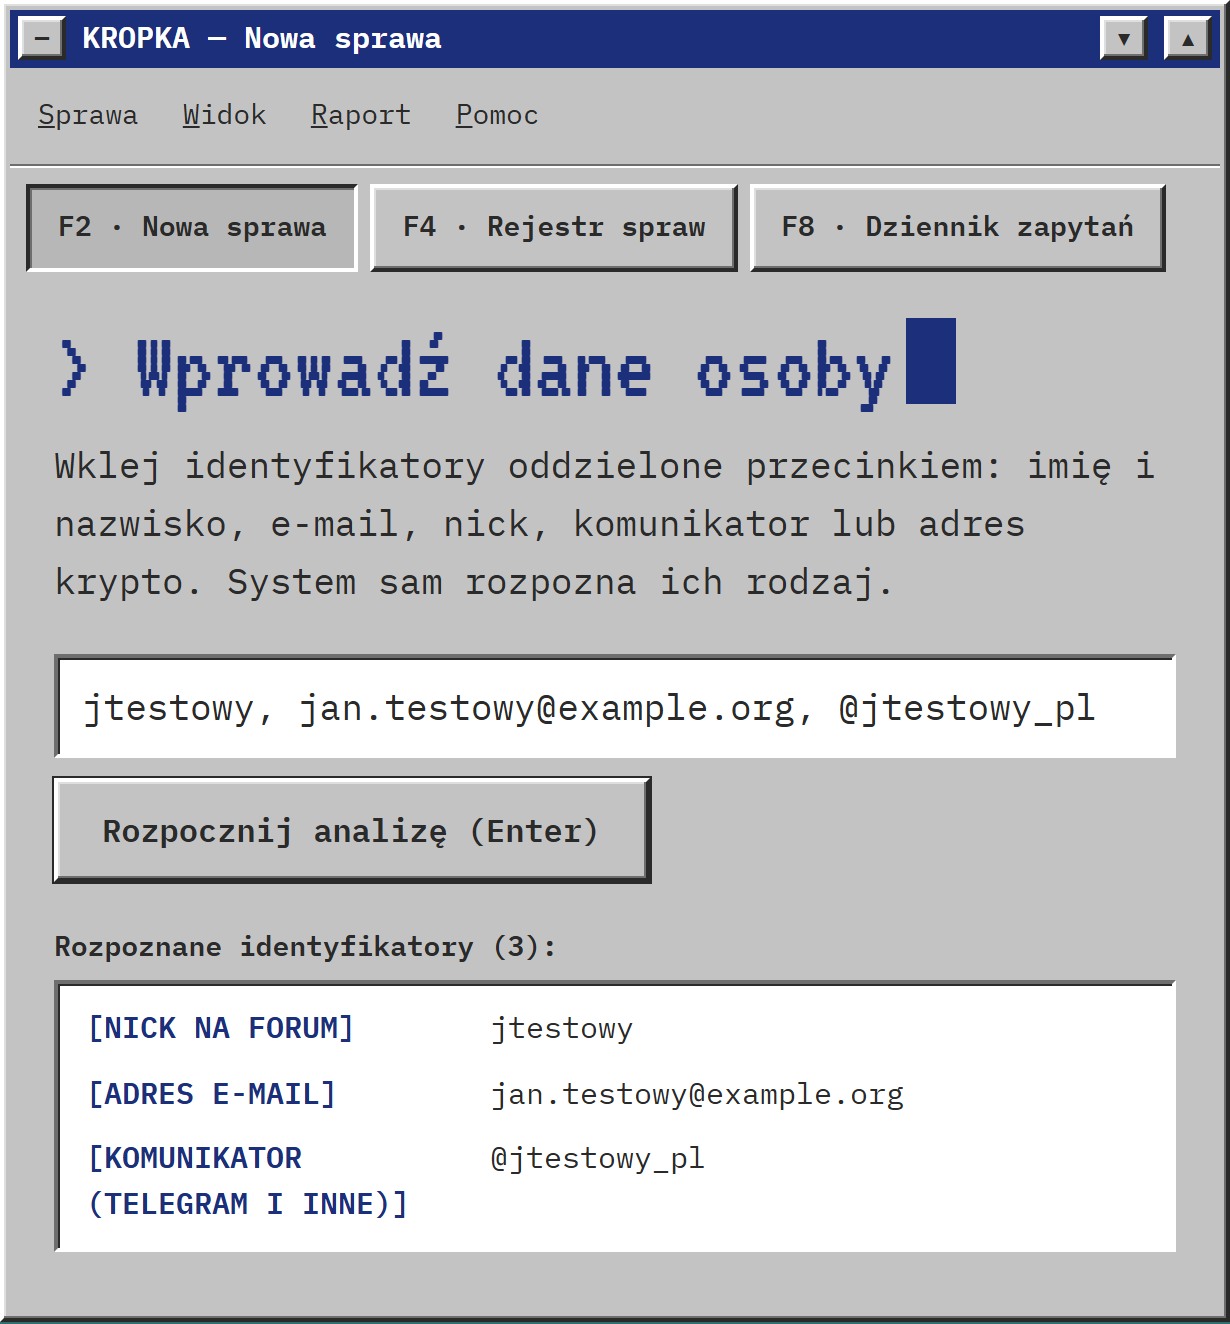 KROPKA — Nowa sprawa
Sprawa Widok Raport Pomoc
F2 · Nowa sprawa F4 · Rejestr spraw F8 · Dziennik zapytań
> Wprowadź dane osoby
Wklej identyfikatory oddzielone przecinkiem: imię i
nazwisko, e-mail, nick, komunikator lub adres
krypto. System sam rozpozna ich rodzaj.
jtestowy, jan.testowy@example.org, @jtestowy_pl
Rozpocznij analizę (Enter)
Rozpoznane identyfikatory (3):
[NICK NA FORUM] jtestowy
[ADRES E-MAIL] jan.testowy@example.org
[KOMUNIKATOR @jtestowy_pl
(TELEGRAM I INNE)]